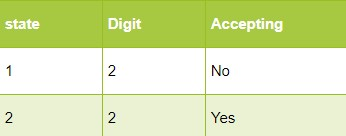 state Digit Accepting
1 2 No
2 2 Yes